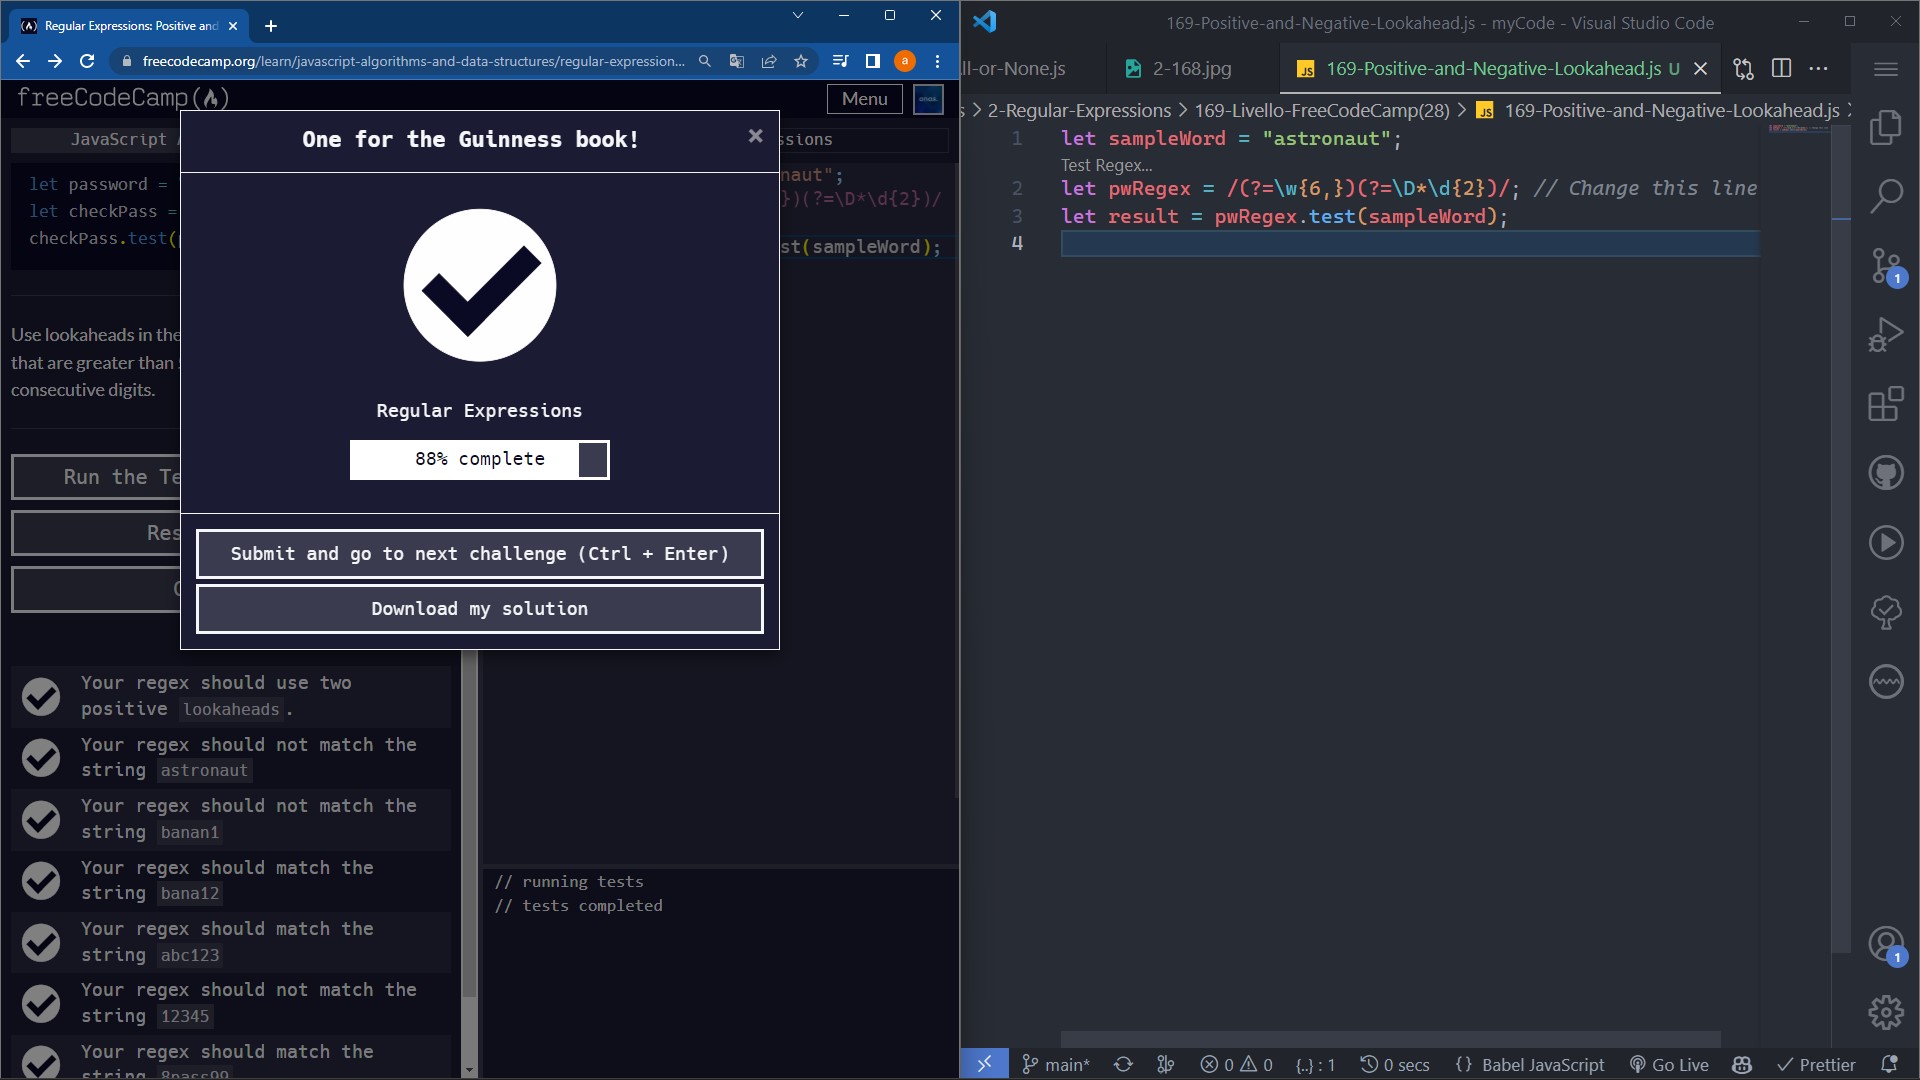 Regular Expressions: Positive and
freecodecamp.org/learn/javascript-algorithms-and-data-structures/regular-expression...
a
freeCodeCamp
Menu
anas.
JavaScript
ssions
let password =
let checkPass =
checkPass.test(
naut";
})(?=\D*\d{2})/
st(sampleWord);
Use lookaheads in the
that are greater than
consecutive digits.
Run the Te
Res
One for the Guinness book!
×
Regular Expressions
88% complete
Submit and go to next challenge (Ctrl + Enter)
Download my solution
Your regex should use two
positive lookaheads.
Your regex should not match the
string astronaut
Your regex should not match the
string banan1
Your regex should match the
string bana12
Your regex should match the
string abc123
Your regex should not match the
string 12345
Your regex should match the
string 8pass99
// running tests
// tests completed
169-Positive-and-Negative-Lookahead.js - myCode - Visual Studio Code
ll-or-None.js
2-168.jpg
JS 169-Positive-and-Negative-Lookahead.js U
s > 2-Regular-Expressions > 169-Livello-FreeCodeCamp(28) > JS 169-Positive-and-Negative-Lookahead.js >
1 let sampleWord = "astronaut";
Test Regex...
2 let pwRegex = /(?=\w{6,})(?=\D*\d{2})/; // Change this line
3 let result = pwRegex.test(sampleWord);
4
1
1
main*
0 0
{..} : 1
0 secs
{} Babel JavaScript
Go Live
Prettier